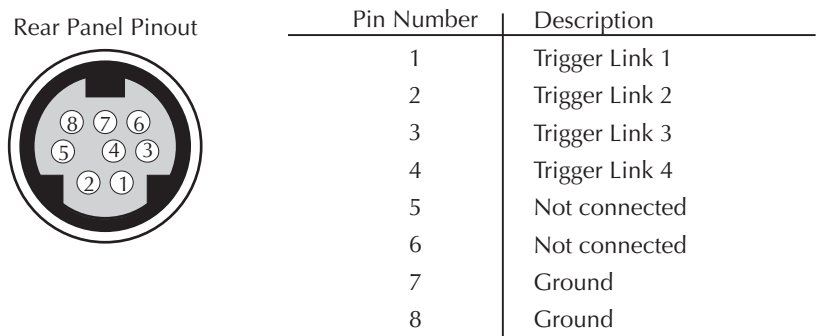 Rear Panel Pinout
8 7 6
5 4 3
2 1
Pin Number Description
1 Trigger Link 1
2 Trigger Link 2
3 Trigger Link 3
4 Trigger Link 4
5 Not connected
6 Not connected
7 Ground
8 Ground